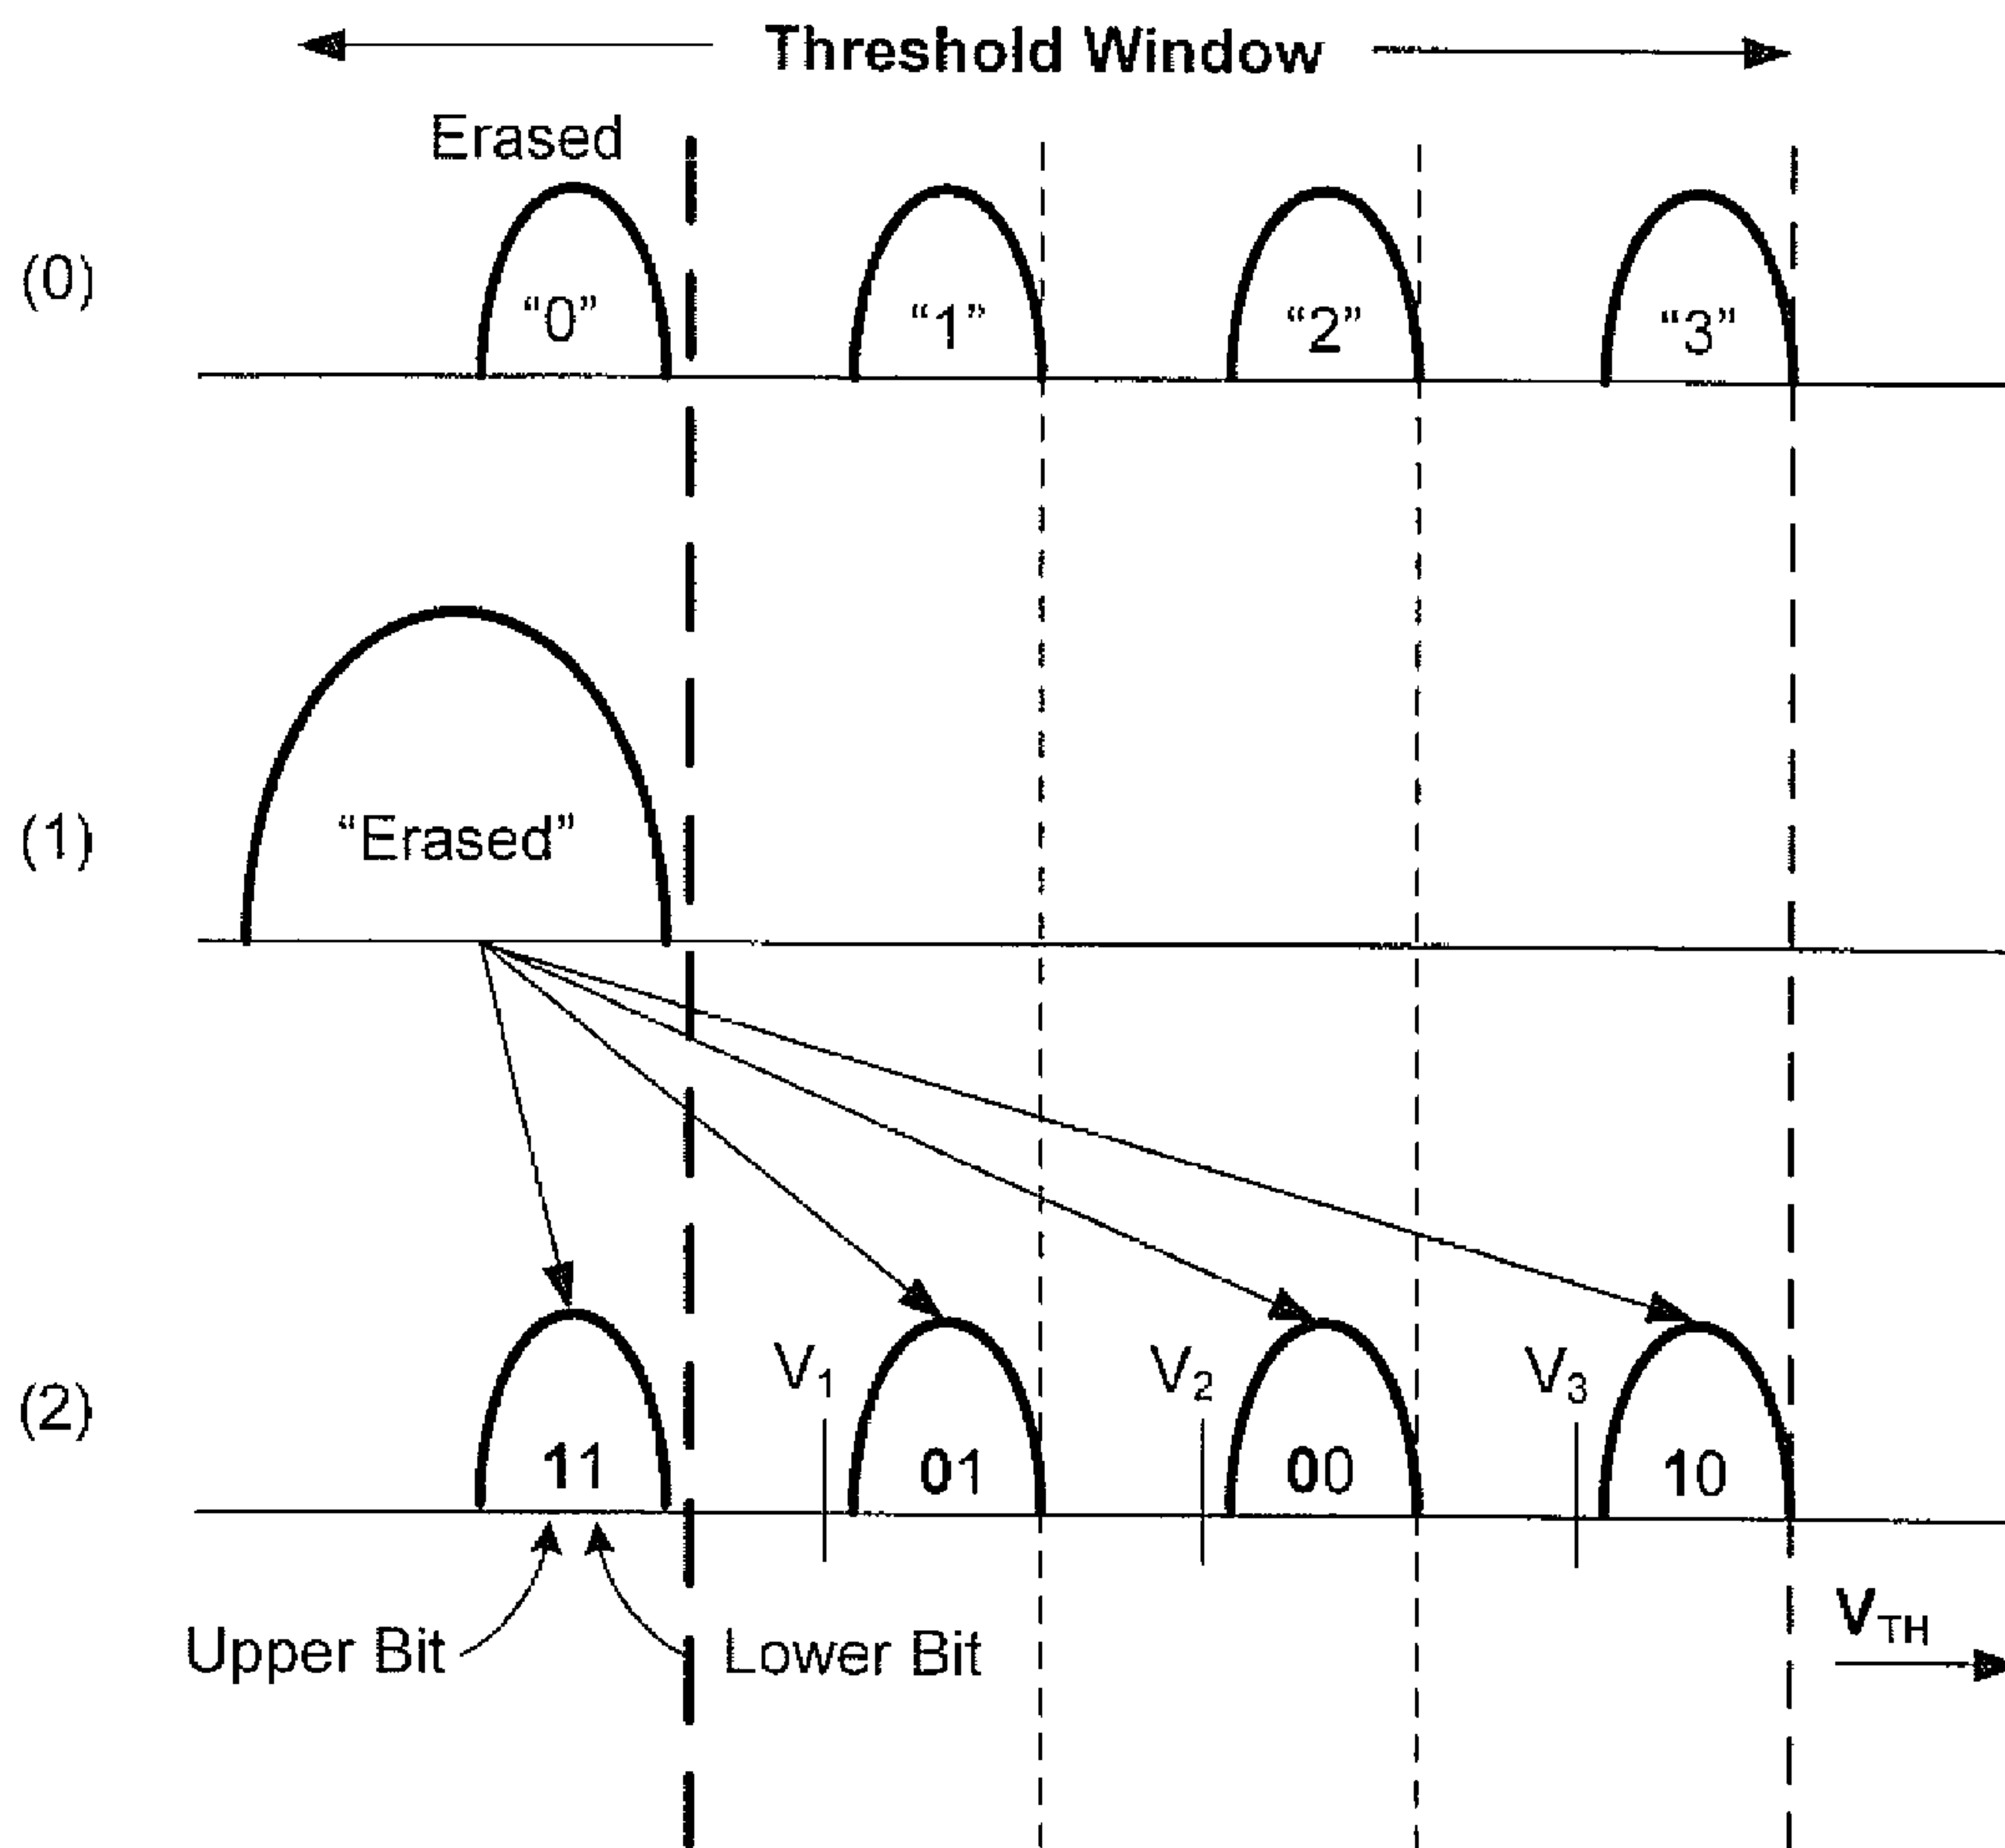 Threshold Window
Erased
(0)
“0” “1” “2” “3”
(1)
“Erased”
(2)
V1 V2 V3
11 01 00 10
Upper Bit Lower Bit
VTH